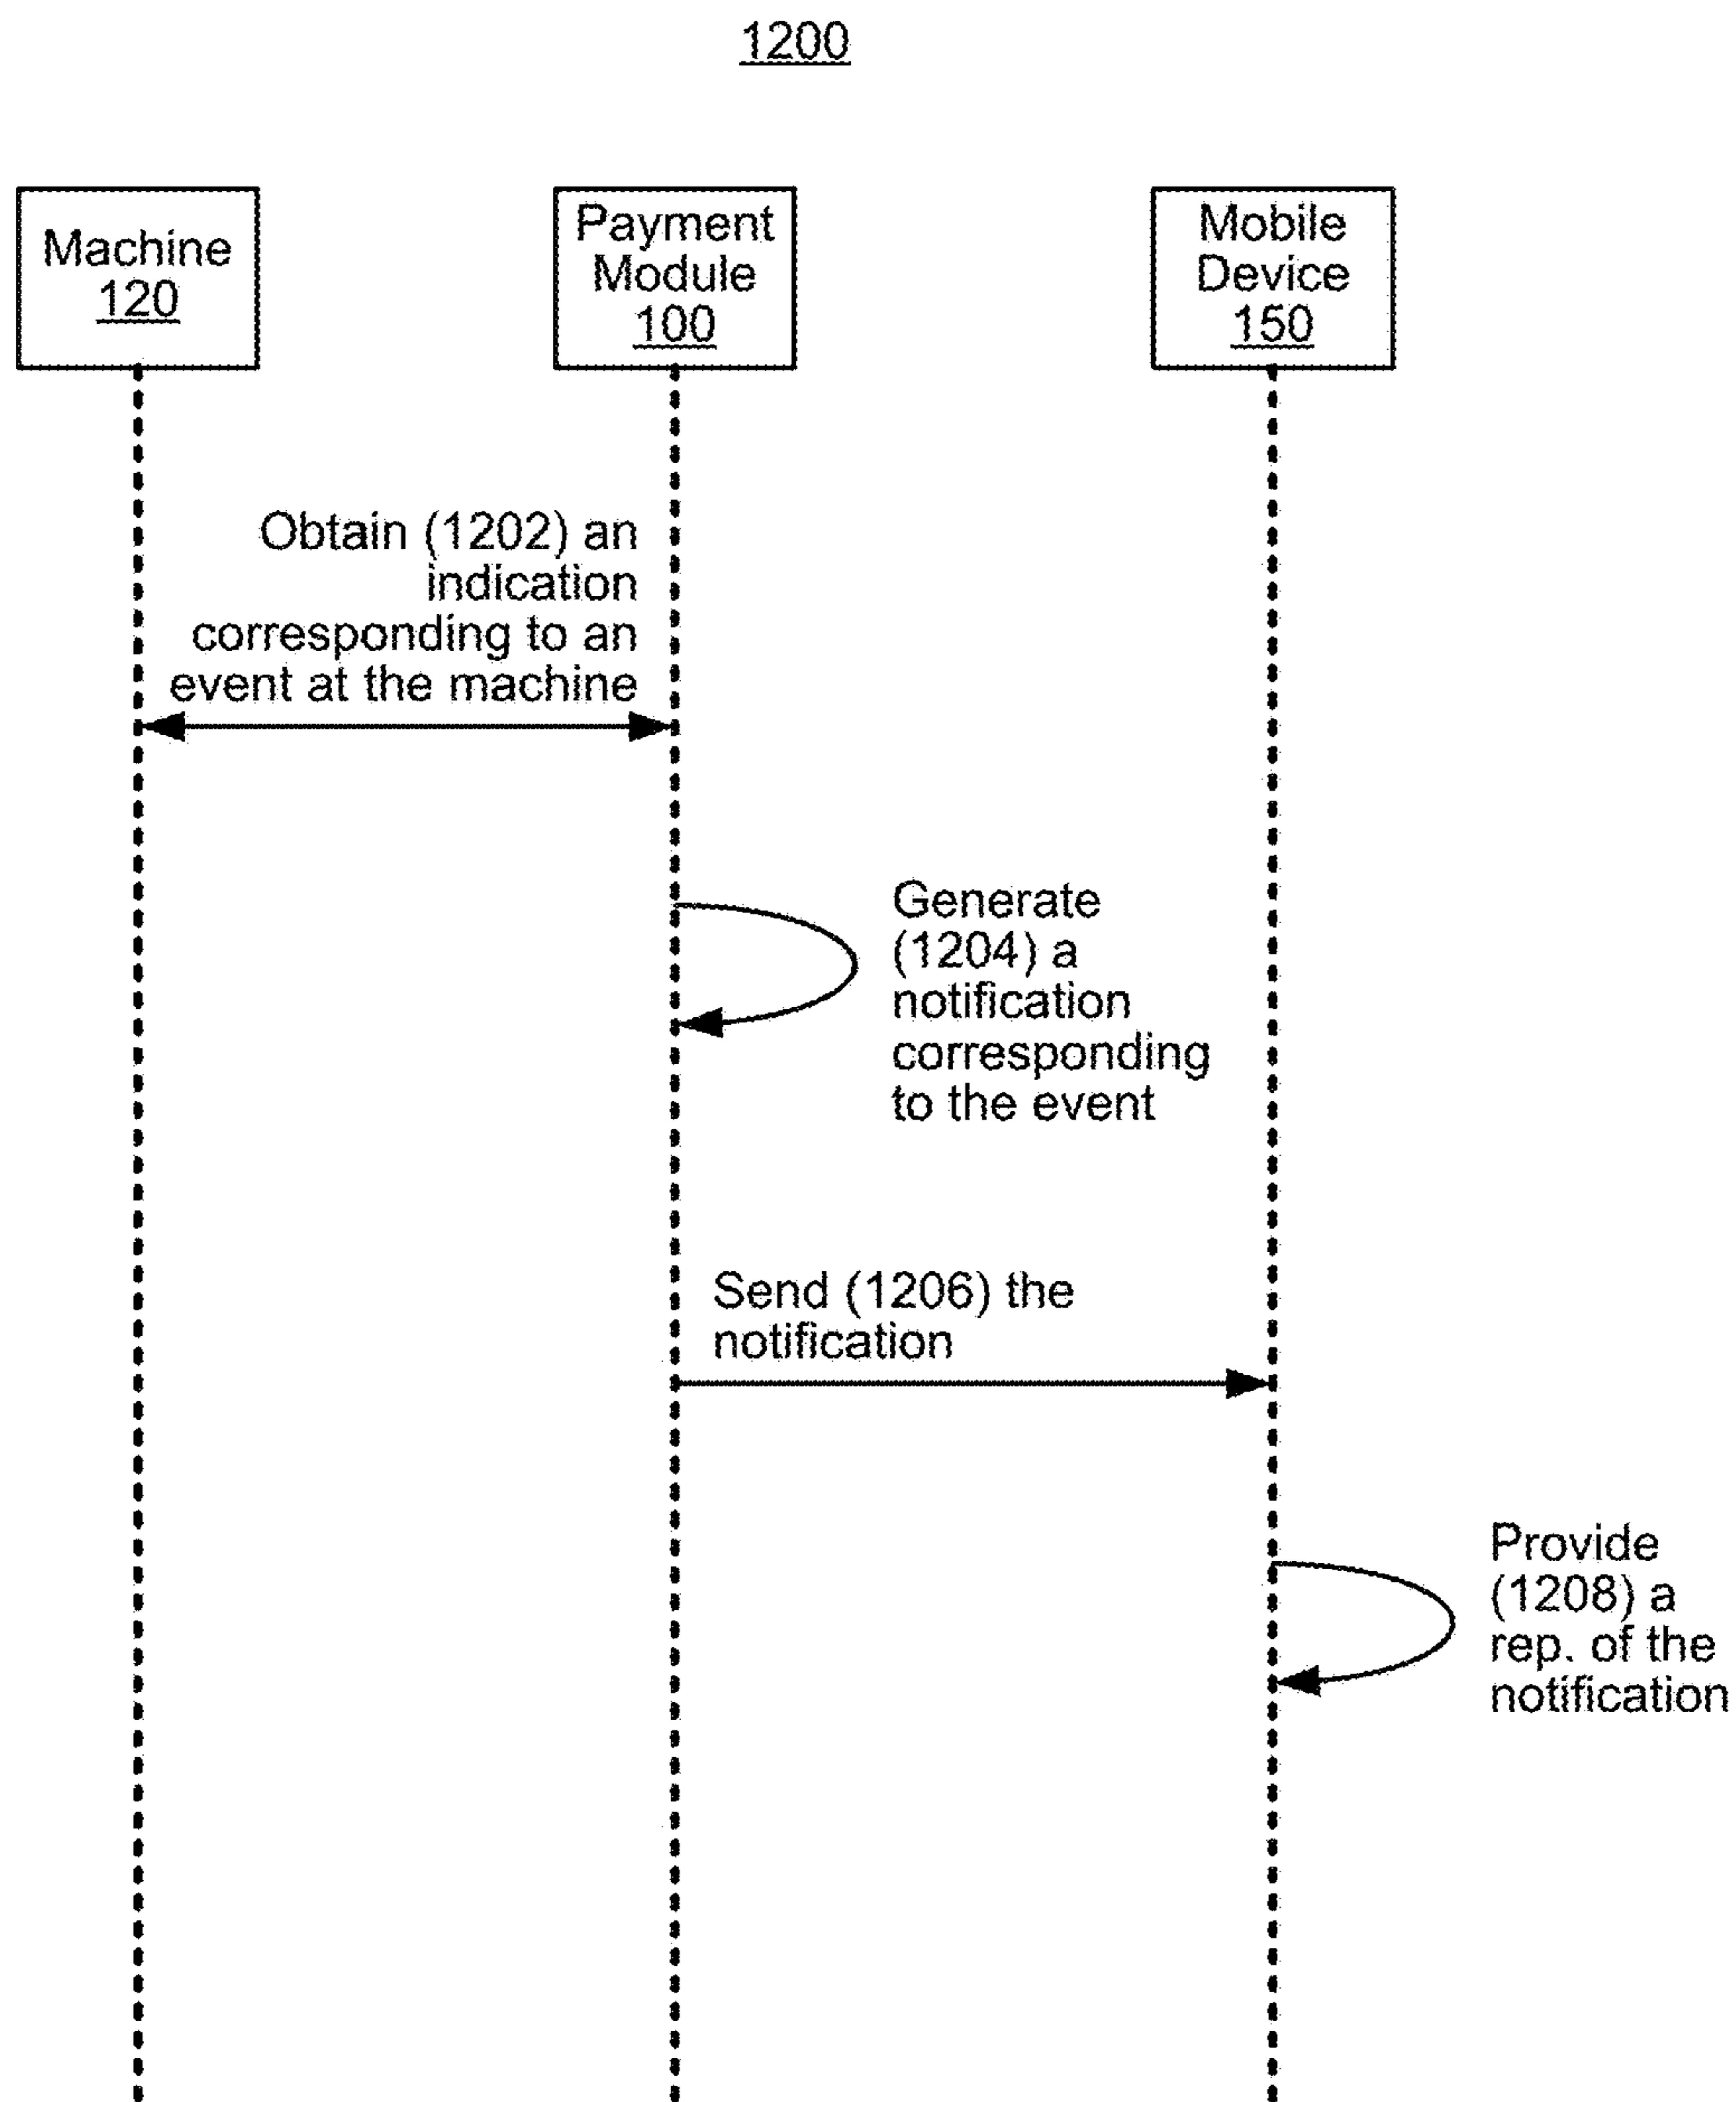 1200
Machine
120
Payment
Module
100
Mobile
Device
150
Obtain (1202) an
indication
corresponding to an
event at the machine
Generate
(1204) a
notification
corresponding
to the event
Send (1206) the
notification
Provide
(1208) a
rep. of the
notification